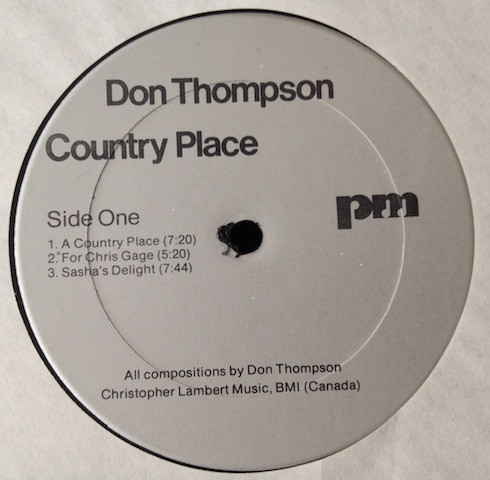 Don Thompson
Country Place
pm
Side One
1. A Country Place (7:20)
2. For Chris Gage (5:20)
3. Sasha's Delight (7:44)
All compositions by Don Thompson
Christopher Lambert Music, BMI (Canada)